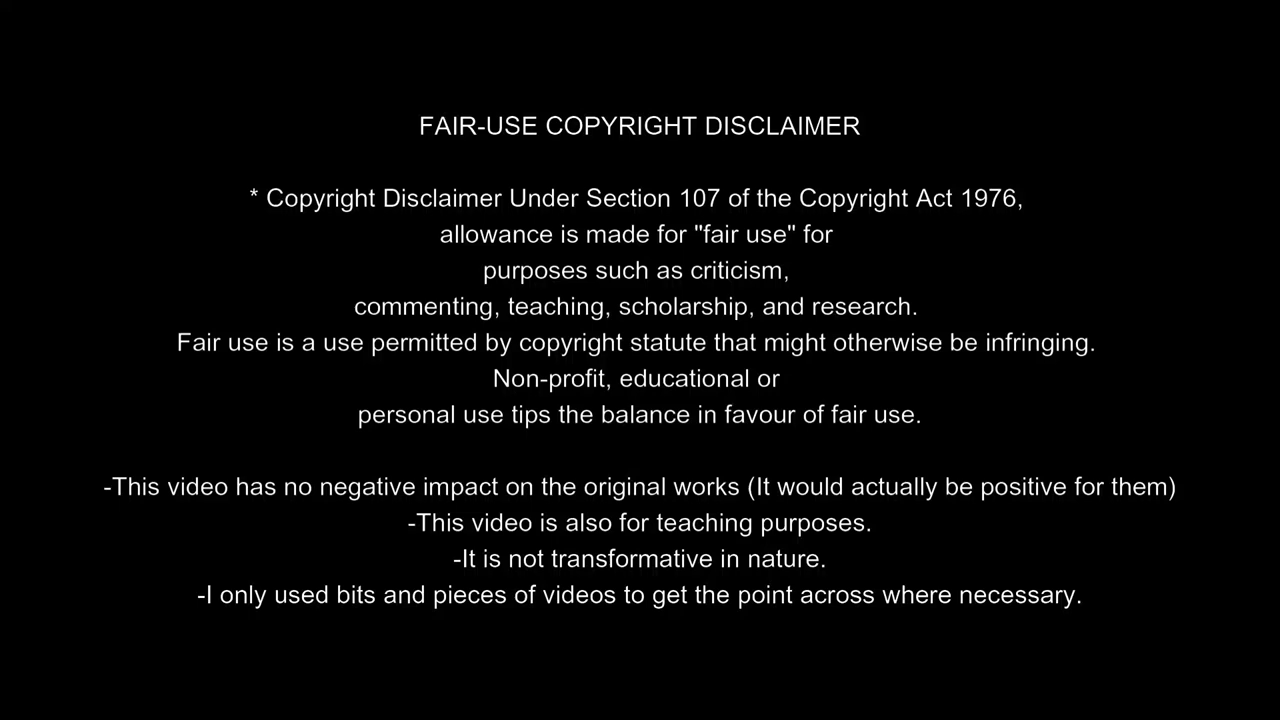 FAIR-USE COPYRIGHT DISCLAIMER
* Copyright Disclaimer Under Section 107 of the Copyright Act 1976,
allowance is made for "fair use" for
purposes such as criticism,
commenting, teaching, scholarship, and research.
Fair use is a use permitted by copyright statute that might otherwise be infringing.
Non-profit, educational or
personal use tips the balance in favour of fair use.
-This video has no negative impact on the original works (It would actually be positive for them)
-This video is also for teaching purposes.
-It is not transformative in nature.
-I only used bits and pieces of videos to get the point across where necessary.